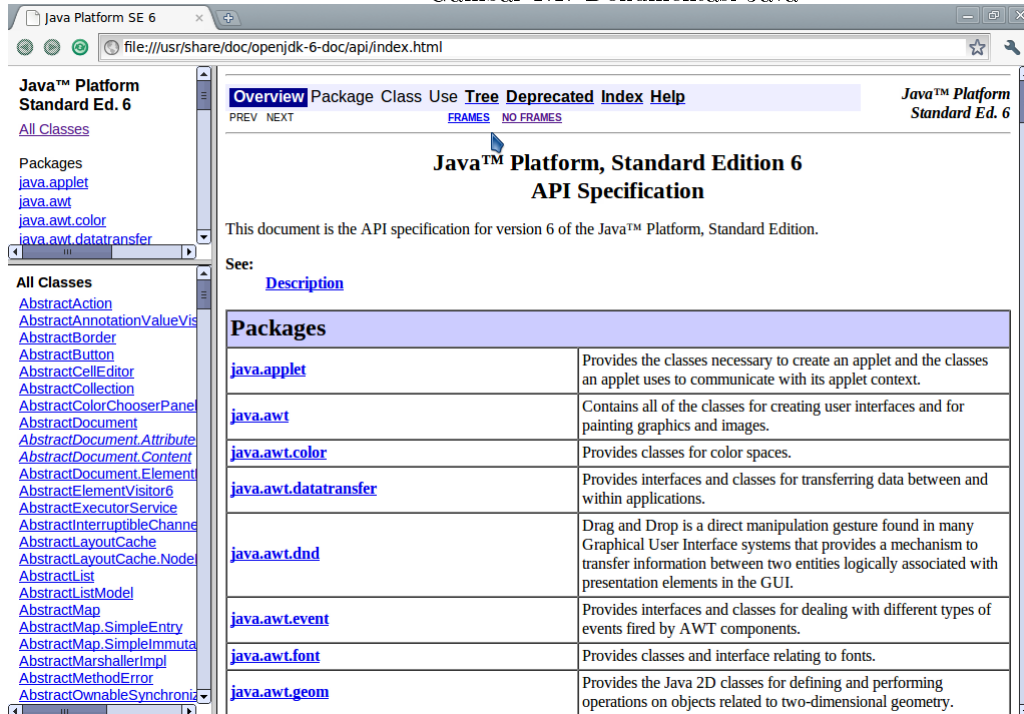 Java Platform SE 6
file:///usr/share/doc/openjdk-6-doc/api/index.html
Java™ Platform
Standard Ed. 6
All Classes
Packages
java.applet
java.awt
java.awt.color
java.awt.datatransfer
All Classes
AbstractAction
AbstractAnnotationValueVis
AbstractBorder
AbstractButton
AbstractCellEditor
AbstractCollection
AbstractColorChooserPanel
AbstractDocument
AbstractDocument.Attribute
AbstractDocument.Content
AbstractDocument.Element
AbstractElementVisitor6
AbstractExecutorService
AbstractInterruptibleChanne
AbstractLayoutCache
AbstractLayoutCache.Node
AbstractList
AbstractListModel
AbstractMap
AbstractMap.SimpleEntry
AbstractMap.SimpleImmuta
AbstractMarshallerImpl
AbstractMethodError
AbstractOwnableSynchroniz
Overview Package Class Use Tree Deprecated Index Help
PREV NEXT FRAMES NO FRAMES
Java™ Platform
Standard Ed. 6
Java™ Platform, Standard Edition 6
API Specification
This document is the API specification for version 6 of the Java™ Platform, Standard Edition.
See:
Description
Packages
java.applet
Provides the classes necessary to create an applet and the classes
an applet uses to communicate with its applet context.
java.awt
Contains all of the classes for creating user interfaces and for
painting graphics and images.
java.awt.color
Provides classes for color spaces.
java.awt.datatransfer
Provides interfaces and classes for transferring data between and
within applications.
java.awt.dnd
Drag and Drop is a direct manipulation gesture found in many
Graphical User Interface systems that provides a mechanism to
transfer information between two entities logically associated with
presentation elements in the GUI.
java.awt.event
Provides interfaces and classes for dealing with different types of
events fired by AWT components.
java.awt.font
Provides classes and interface relating to fonts.
java.awt.geom
Provides the Java 2D classes for defining and performing
operations on objects related to two-dimensional geometry.